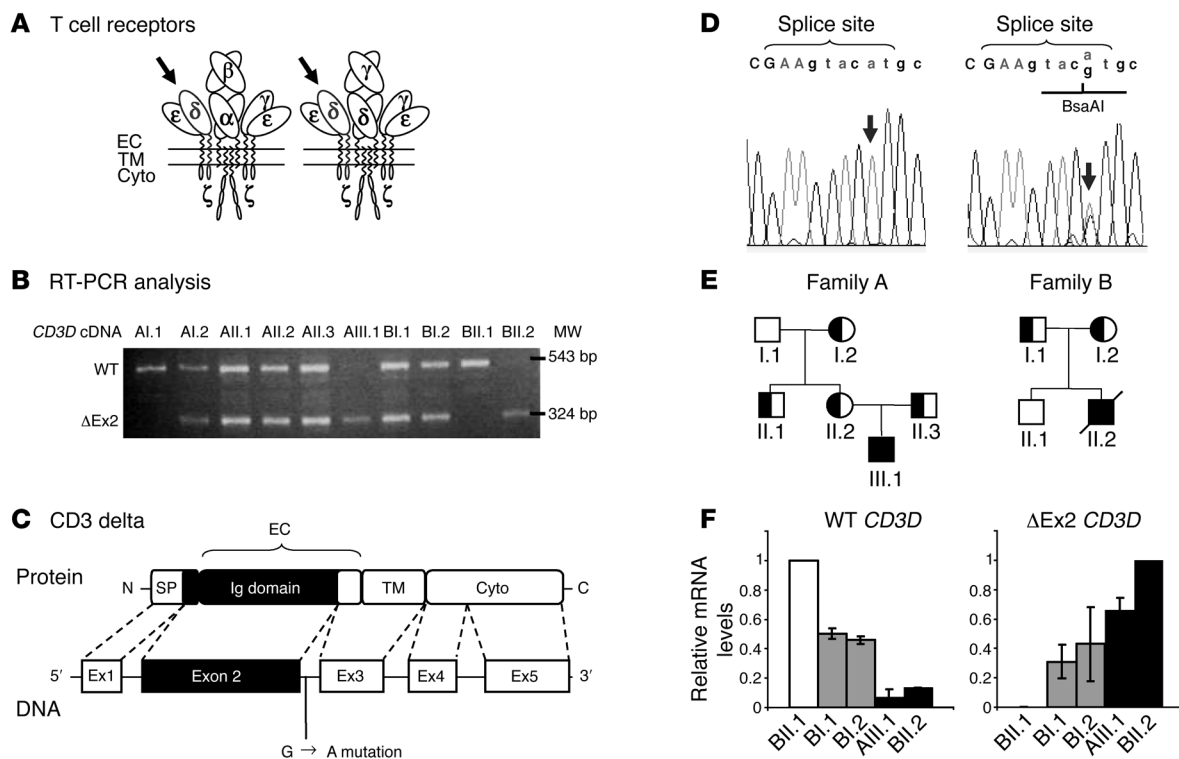 A T cell receptors
β γ
ε δ α γ ε ε δ δ γ ε
EC
TM
Cyto
ζ ζ ζ ζ
B RT-PCR analysis
CD3D cDNA AI.1 AI.2 AII.1 AII.2 AII.3 AIII.1 BI.1 BI.2 BII.1 BII.2 MW
WT 543 bp
ΔEx2 324 bp
C CD3 delta
EC
Protein N SP Ig domain TM Cyto C
5′ Ex1 Exon 2 Ex3 Ex4 Ex5 3′
DNA
G → A mutation
D Splice site Splice site
C G A A g t a c a t g c C G A A g t a c a g t g c
BsaAI
E Family A Family B
I.1 I.2 I.1 I.2
II.1 II.2 II.3 II.1 II.2
III.1
F WT CD3D ΔEx2 CD3D
Relative mRNA
levels
1 1
0.8 0.8
0.6 0.6
0.4 0.4
0.2 0.2
0 0
BII.1 BI.1 BI.2 AIII.1 BII.2 BII.1 BI.1 BI.2 AIII.1 BII.2